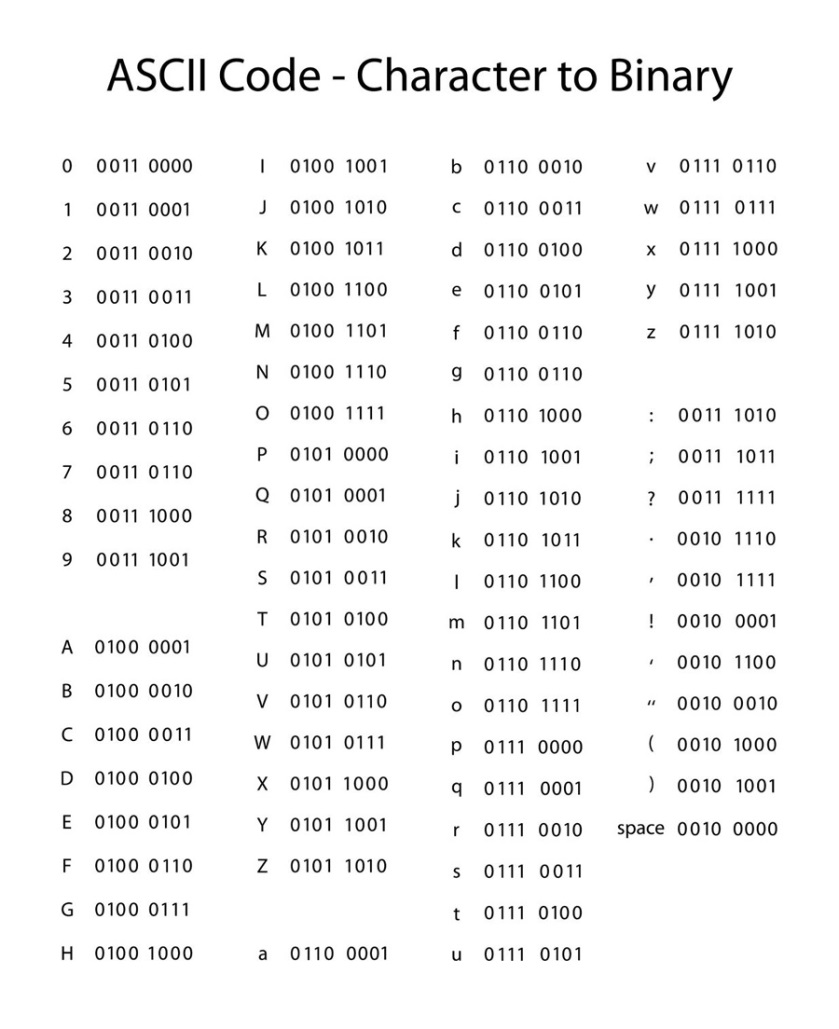 ASCII Code - Character to Binary
0 0011 0000
1 0011 0001
2 0011 0010
3 0011 0011
4 0011 0100
5 0011 0101
6 0011 0110
7 0011 0110
8 0011 1000
9 0011 1001
A 0100 0001
B 0100 0010
C 0100 0011
D 0100 0100
E 0100 0101
F 0100 0110
G 0100 0111
H 0100 1000
I 0100 1001
J 0100 1010
K 0100 1011
L 0100 1100
M 0100 1101
N 0100 1110
O 0100 1111
P 0101 0000
Q 0101 0001
R 0101 0010
S 0101 0011
T 0101 0100
U 0101 0101
V 0101 0110
W 0101 0111
X 0101 1000
Y 0101 1001
Z 0101 1010
a 0110 0001
b 0110 0010
c 0110 0011
d 0110 0100
e 0110 0101
f 0110 0110
g 0110 0110
h 0110 1000
i 0110 1001
j 0110 1010
k 0110 1011
l 0110 1100
m 0110 1101
n 0110 1110
o 0110 1111
p 0111 0000
q 0111 0001
r 0111 0010
s 0111 0011
t 0111 0100
u 0111 0101
v 0111 0110
w 0111 0111
x 0111 1000
y 0111 1001
z 0111 1010
: 0011 1010
; 0011 1011
? 0011 1111
· 0010 1110
′ 0010 1111
! 0010 0001
′ 0010 1100
″ 0010 0010
( 0010 1000
) 0010 1001
space 0010 0000